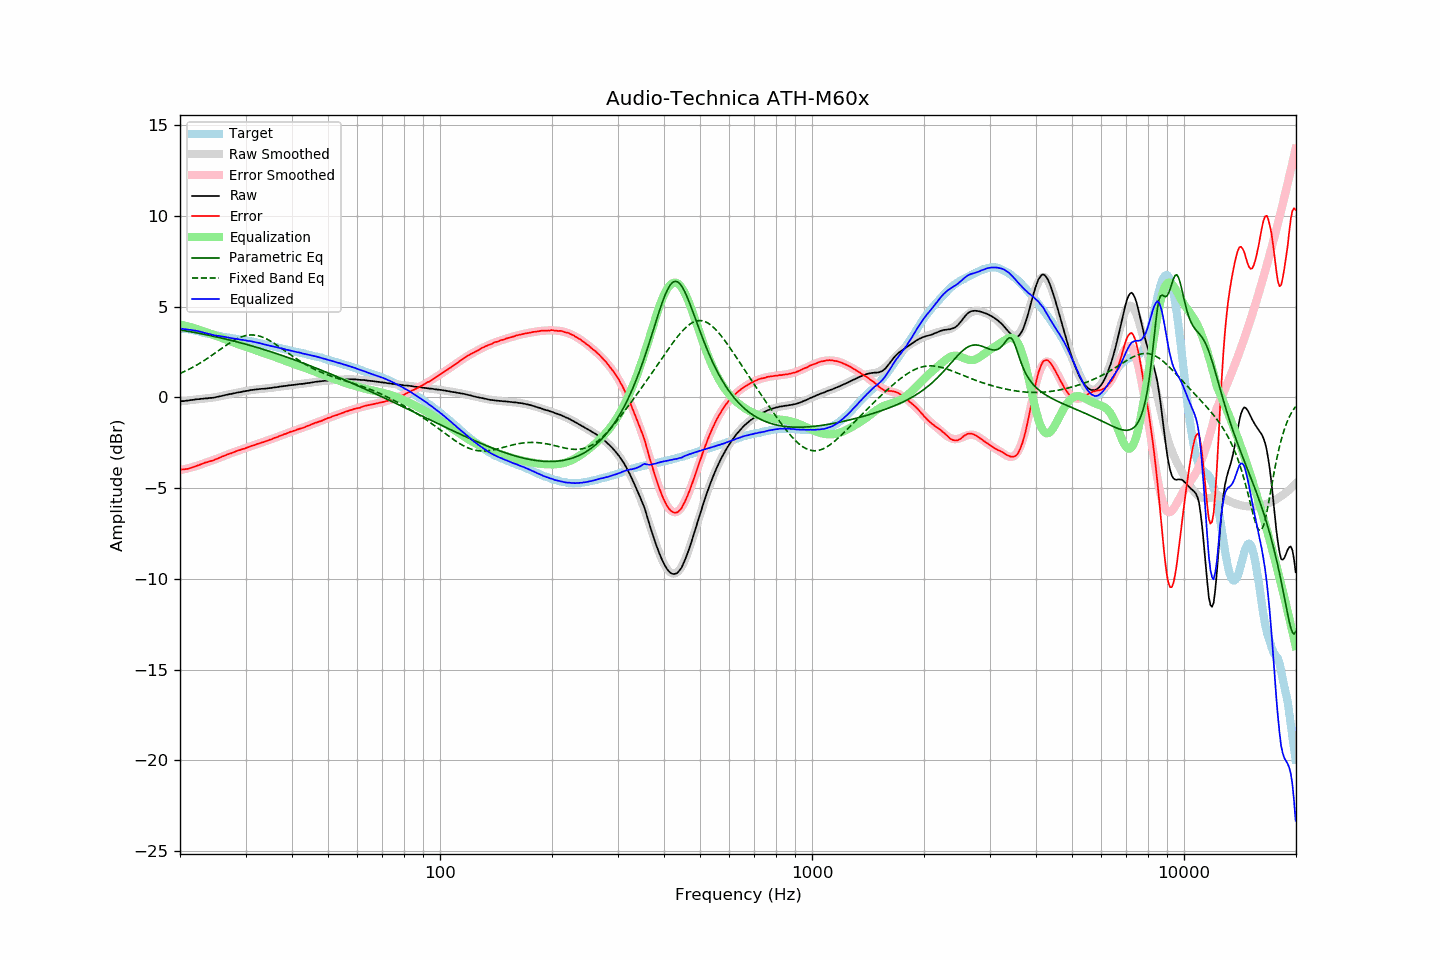 Audio-Technica ATH-M60x
Target
Raw Smoothed
Error Smoothed
Raw
Error
Equalization
Parametric Eq
Fixed Band Eq
Equalized
15
10
5
0
−5
−10
−15
−20
−25
Amplitude (dBr)
100
1000
10000
Frequency (Hz)